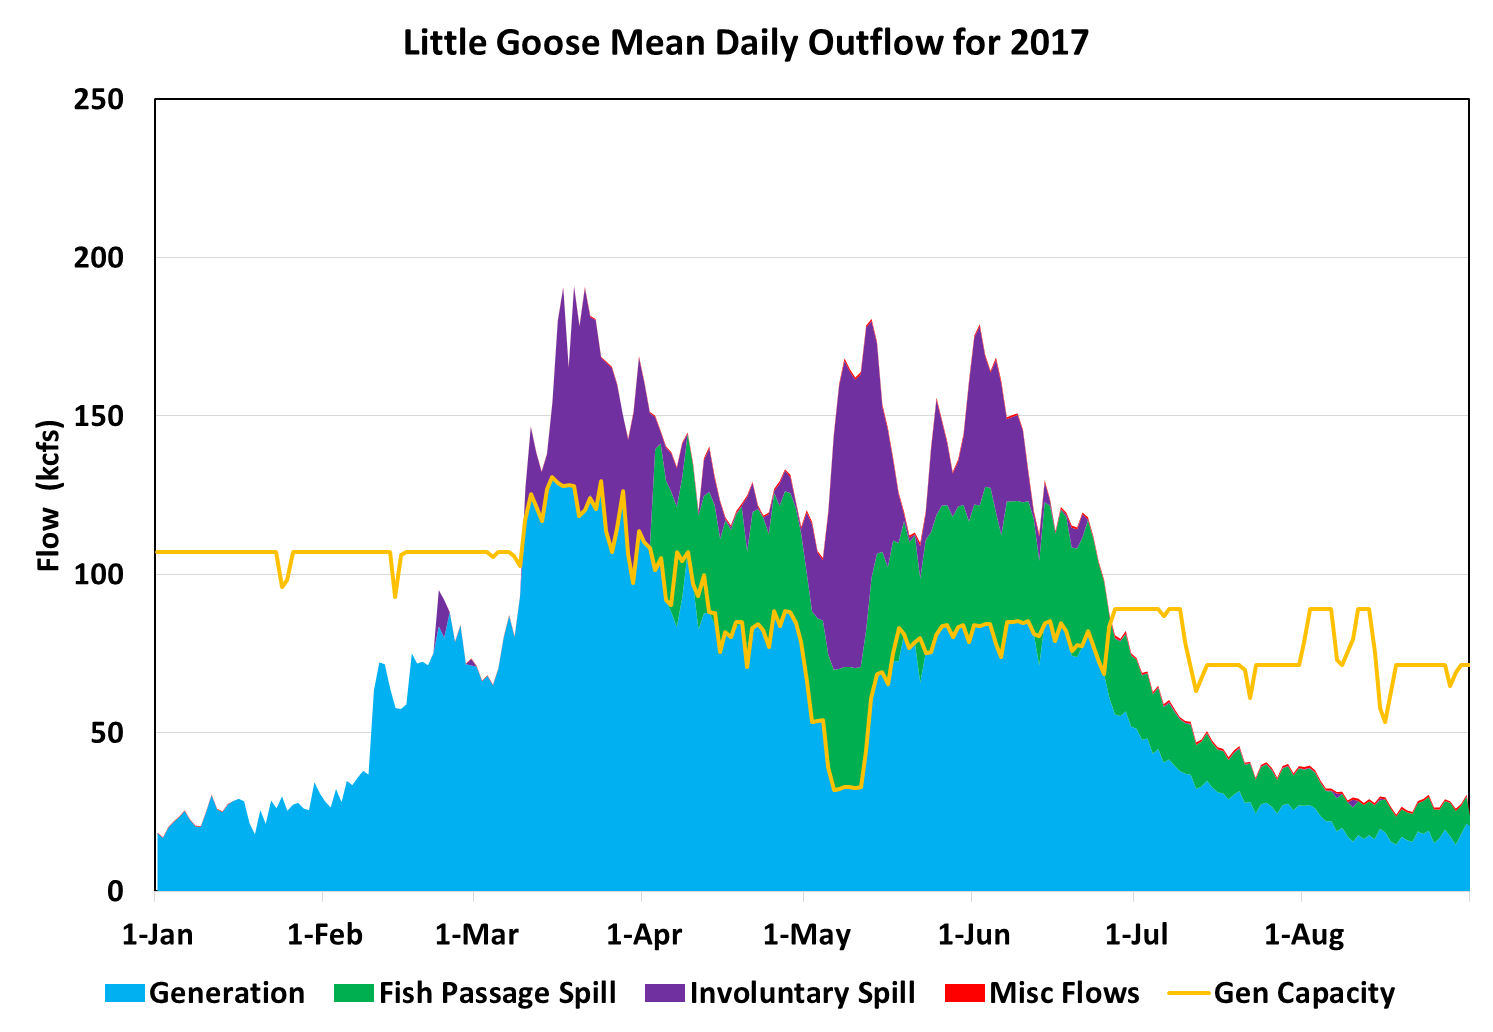 Little Goose Mean Daily Outflow for 2017
250
200
150
100
50
0
Flow (kcfs)
1-Jan 1-Feb 1-Mar 1-Apr 1-May 1-Jun 1-Jul 1-Aug
Generation Fish Passage Spill Involuntary Spill Misc Flows Gen Capacity